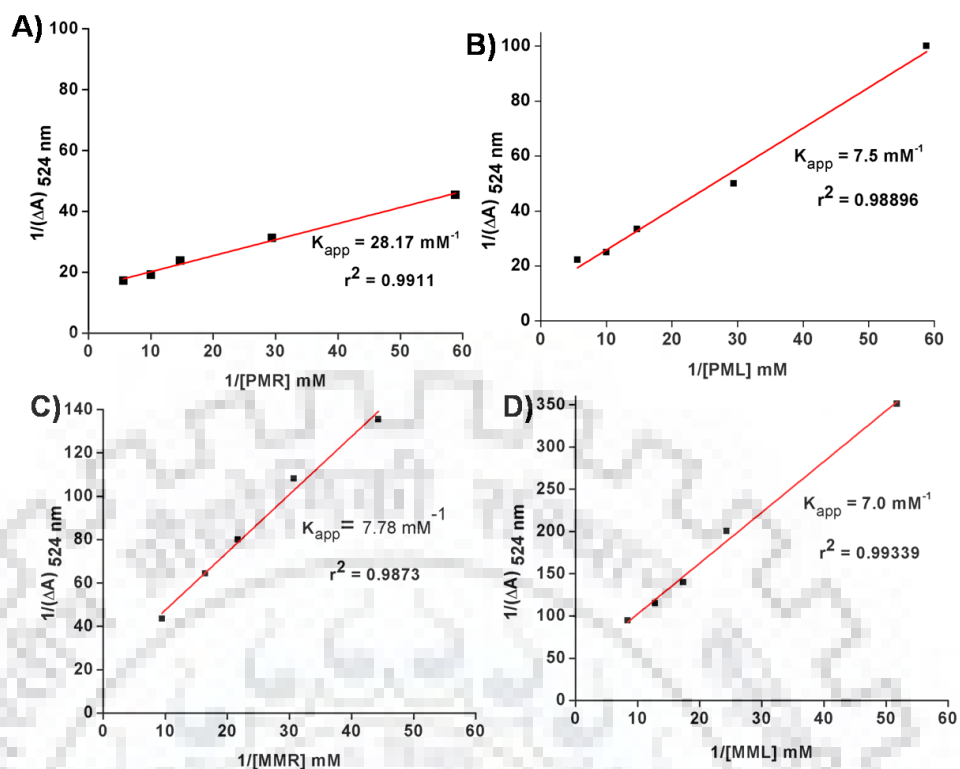 A)
100
80
60
40
20
0
1/(ΔA) 524 nm
K_app = 28.17 mM⁻¹
r² = 0.9911
0 10 20 30 40 50 60
1/[PMR] mM
B)
100
80
60
40
20
0
1/(ΔA) 524 nm
K_app = 7.5 mM⁻¹
r² = 0.98896
0 10 20 30 40 50 60
1/[PML] mM
C)
140
120
100
80
60
40
20
0
1/(ΔA) 524 nm
K_app = 7.78 mM⁻¹
r² = 0.9873
0 10 20 30 40 50 60
1/[MMR] mM
D)
350
300
250
200
150
100
50
0
1/(ΔA) 524 nm
K_app = 7.0 mM⁻¹
r² = 0.99339
0 10 20 30 40 50 60
1/[MML] mM